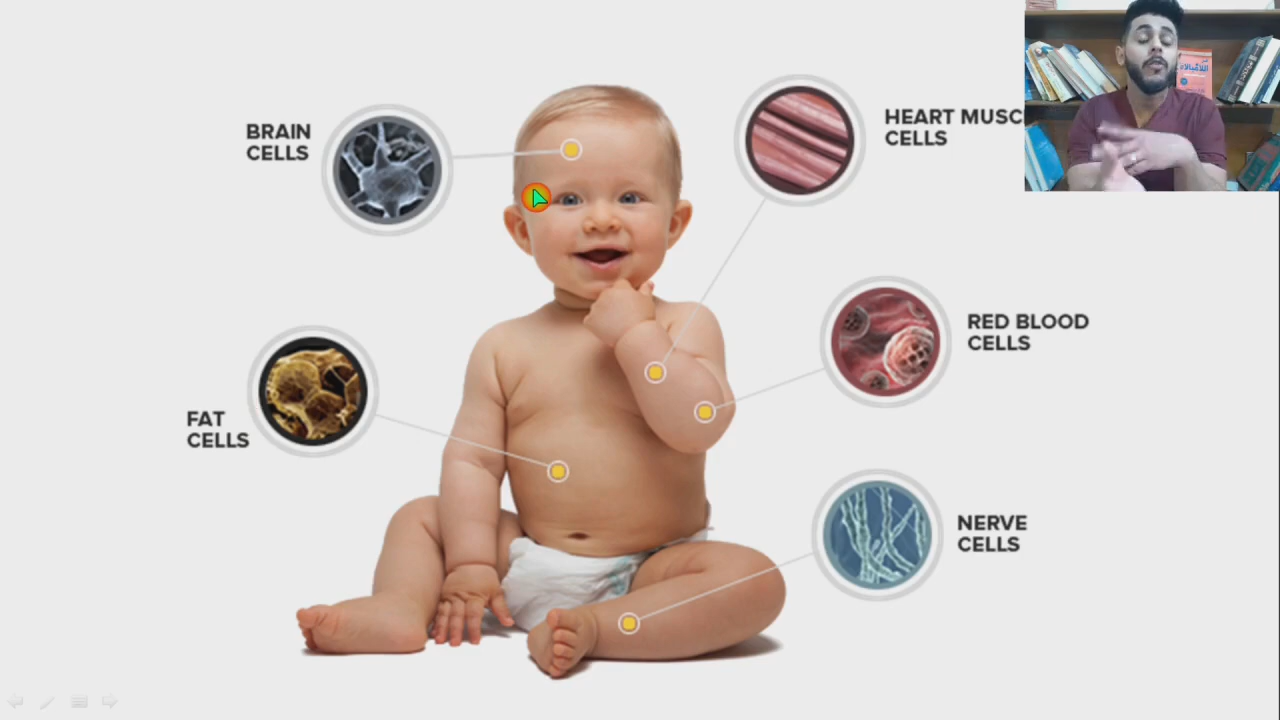 BRAIN
CELLS
HEART MUSC
CELLS
RED BLOOD
CELLS
FAT
CELLS
NERVE
CELLS